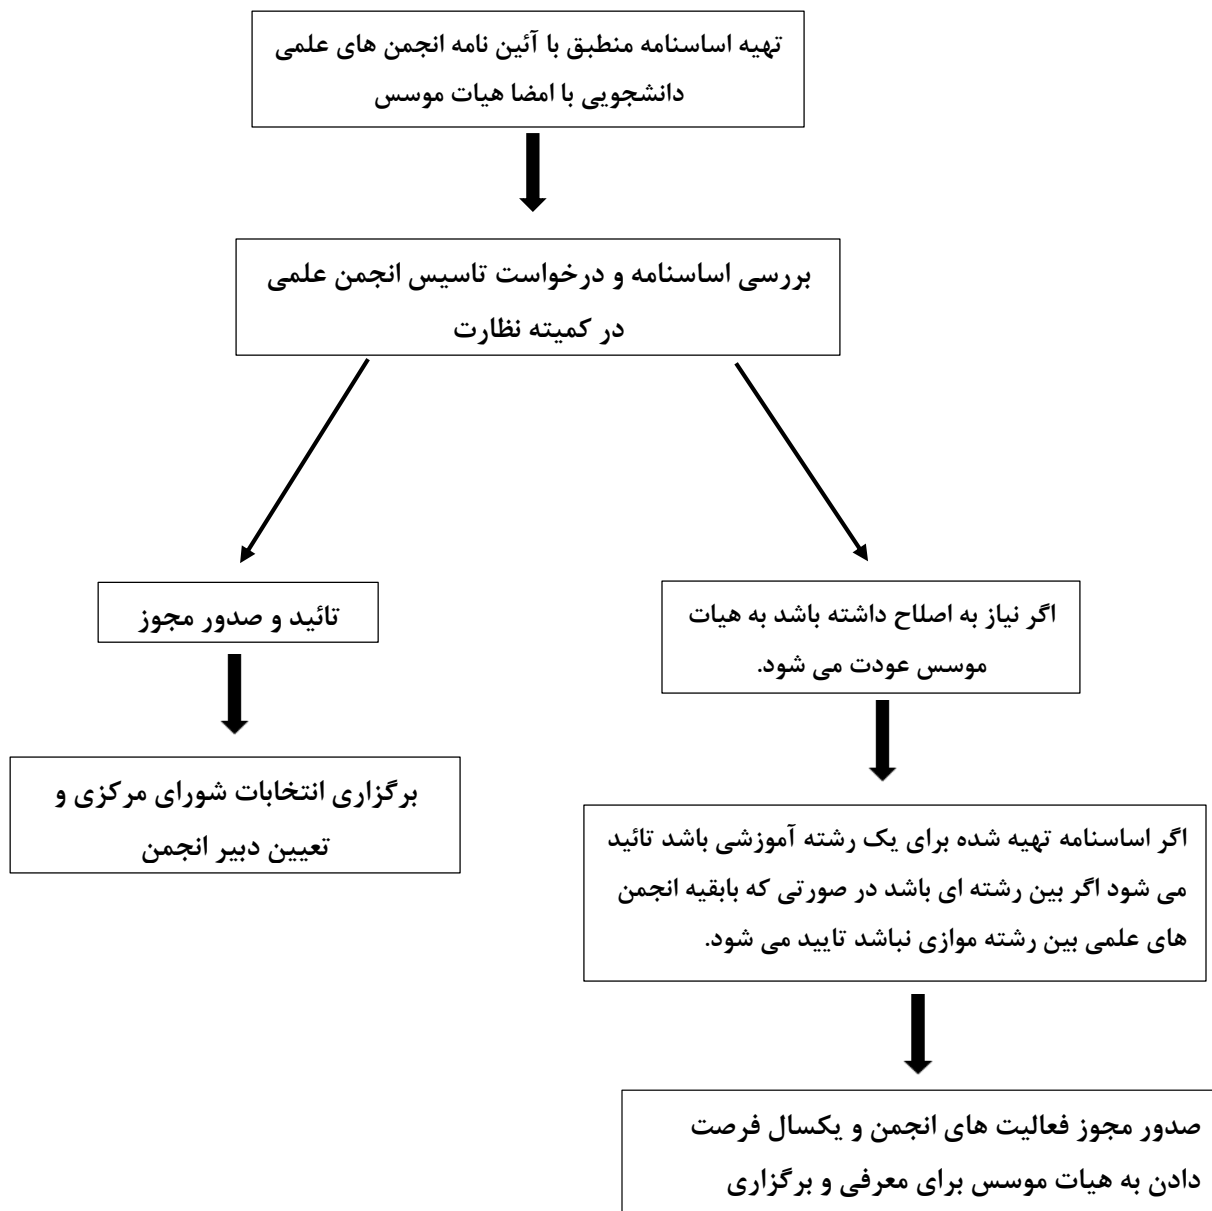 تهیه اساسنامه منطبق با آئین نامه انجمن های علمی
دانشجویی با امضا هیات موسس
بررسی اساسنامه و درخواست تاسیس انجمن علمی
در کمیته نظارت
تائید و صدور مجوز
برگزاری انتخابات شورای مرکزی و
تعیین دبیر انجمن
اگر نیاز به اصلاح داشته باشد به هیات
موسس عودت می شود.
اگر اساسنامه تهیه شده برای یک رشته آموزشی باشد تائید
می شود اگر بین رشته ای باشد در صورتی که بابقیه انجمن
های علمی بین رشته موازی نباشد تایید می شود.
صدور مجوز فعالیت های انجمن و یکسال فرصت
دادن به هیات موسس برای معرفی و برگزاری